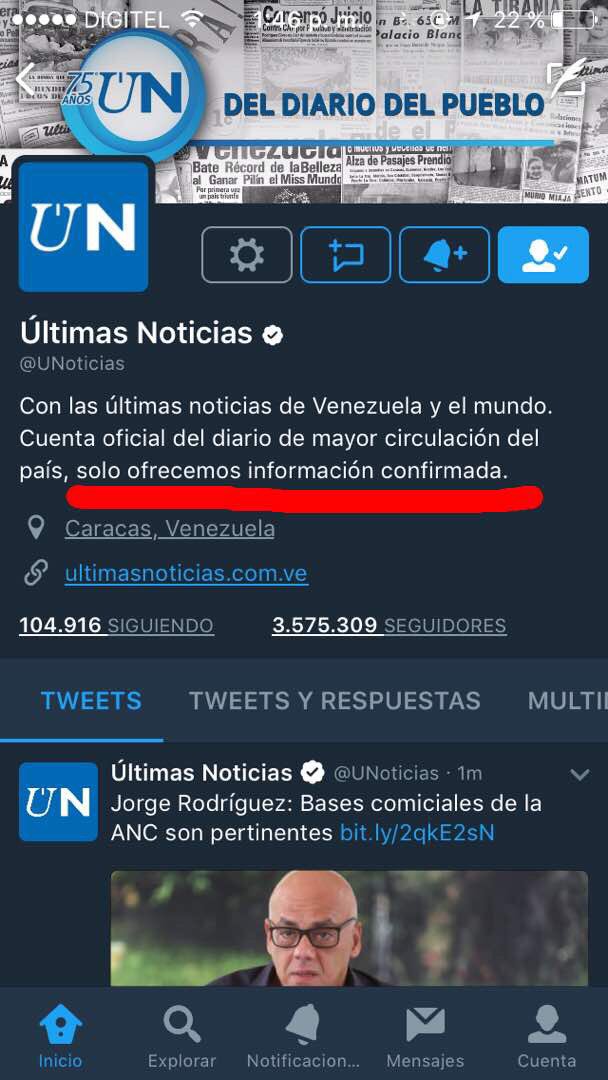 DIGITEL 1:46 p. m. 22 %
75 AÑOS UN DEL DIARIO DEL PUEBLO
Venezuela
Bate Récord de la Belleza
al Ganar Pilín el Miss Mundo
Alza de Pasajes Prendió
MURIO MIAJA
ÚN
Últimas Noticias
@UNoticias
Con las últimas noticias de Venezuela y el mundo.
Cuenta oficial del diario de mayor circulación del
país, solo ofrecemos información confirmada.
Caracas, Venezuela
ultimasnoticias.com.ve
104.916 SIGUIENDO 3.575.309 SEGUIDORES
TWEETS TWEETS Y RESPUESTAS MULTI
ÚN
Últimas Noticias @UNoticias · 1m
Jorge Rodríguez: Bases comiciales de la
ANC son pertinentes bit.ly/2qkE2sN
Inicio Explorar Notificacion... Mensajes Cuenta